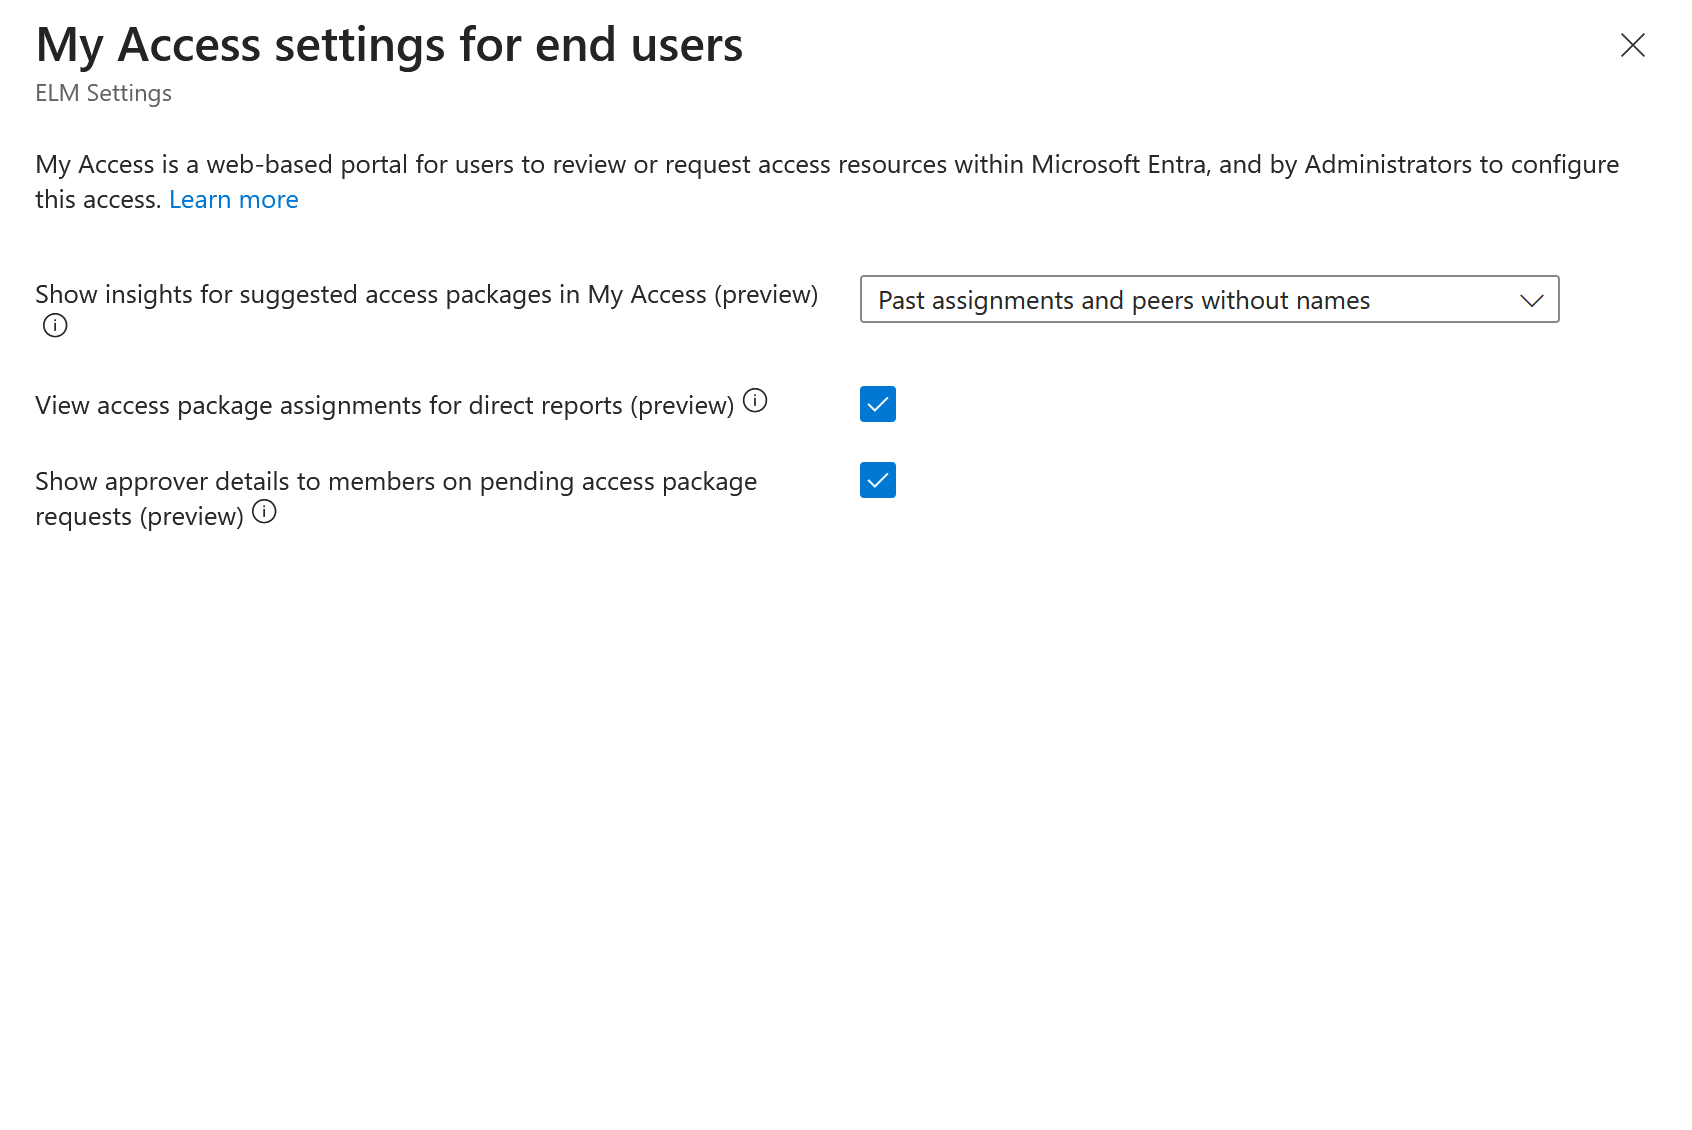 My Access settings for end users
ELM Settings
My Access is a web-based portal for users to review or request access resources within Microsoft Entra, and by Administrators to configure
this access. Learn more
Show insights for suggested access packages in My Access (preview)
Past assignments and peers without names
View access package assignments for direct reports (preview)
Show approver details to members on pending access package
requests (preview)